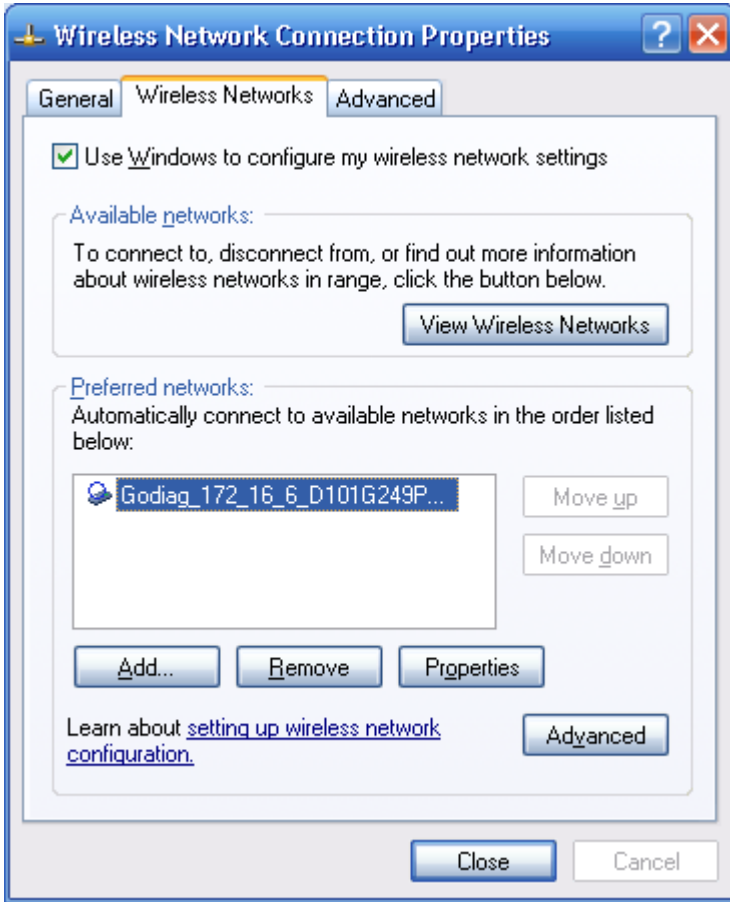 Wireless Network Connection Properties
General
Wireless Networks
Advanced
Use Windows to configure my wireless network settings
Available networks:
To connect to, disconnect from, or find out more information
about wireless networks in range, click the button below.
View Wireless Networks
Preferred networks:
Automatically connect to available networks in the order listed
below:
Godiag_172_16_6_D101G249P...
Move up
Move down
Add...
Remove
Properties
Learn about setting up wireless network
configuration.
Advanced
Close
Cancel